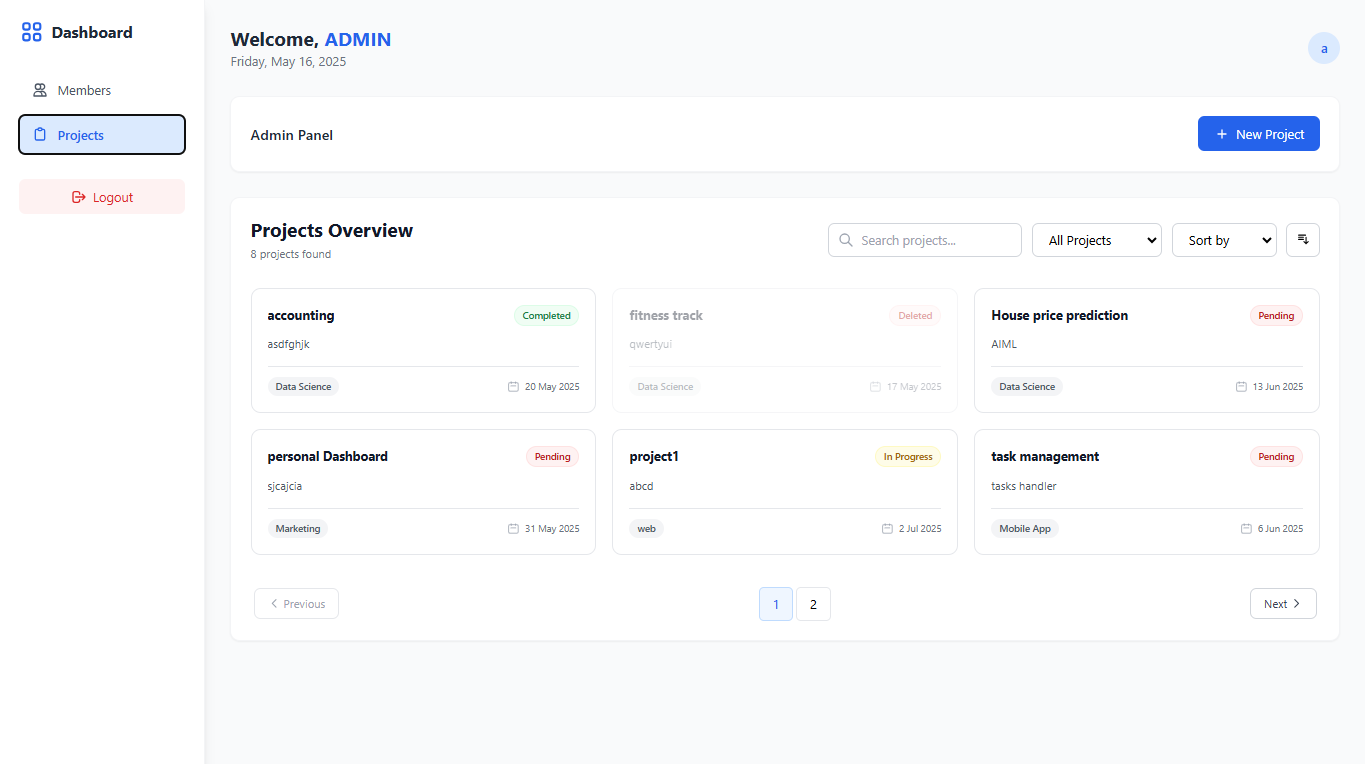 Dashboard
Members
Projects
Logout
Welcome, ADMIN
Friday, May 16, 2025
a
Admin Panel
+ New Project
Projects Overview
8 projects found
Search projects...
All Projects
Sort by
accounting
Completed
asdfghjk
Data Science
20 May 2025
fitness track
Deleted
qwertyui
Data Science
17 May 2025
House price prediction
Pending
AIML
Data Science
13 Jun 2025
personal Dashboard
Pending
sjcajcia
Marketing
31 May 2025
project1
In Progress
abcd
web
2 Jul 2025
task management
Pending
tasks handler
Mobile App
6 Jun 2025
Previous
1
2
Next